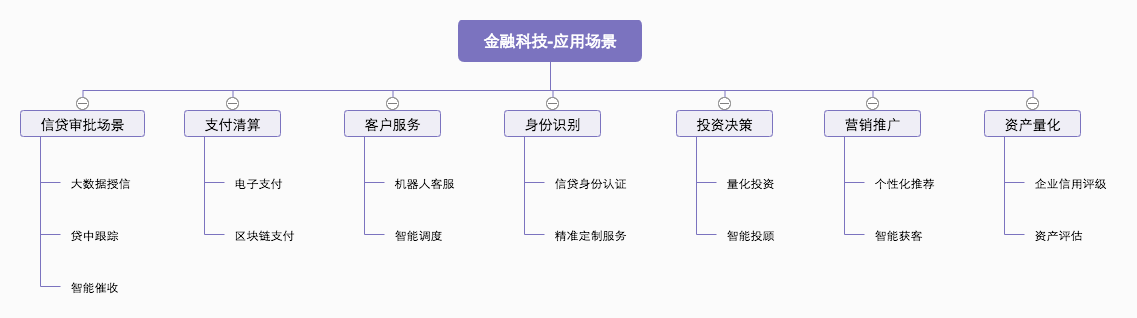 金融科技-应用场景
信贷审批场景
支付清算
客户服务
身份识别
投资决策
营销推广
资产量化
大数据授信
电子支付
机器人客服
信贷身份认证
量化投资
个性化推荐
企业信用评级
贷中跟踪
区块链支付
智能调度
精准定制服务
智能投顾
智能获客
资产评估
智能催收